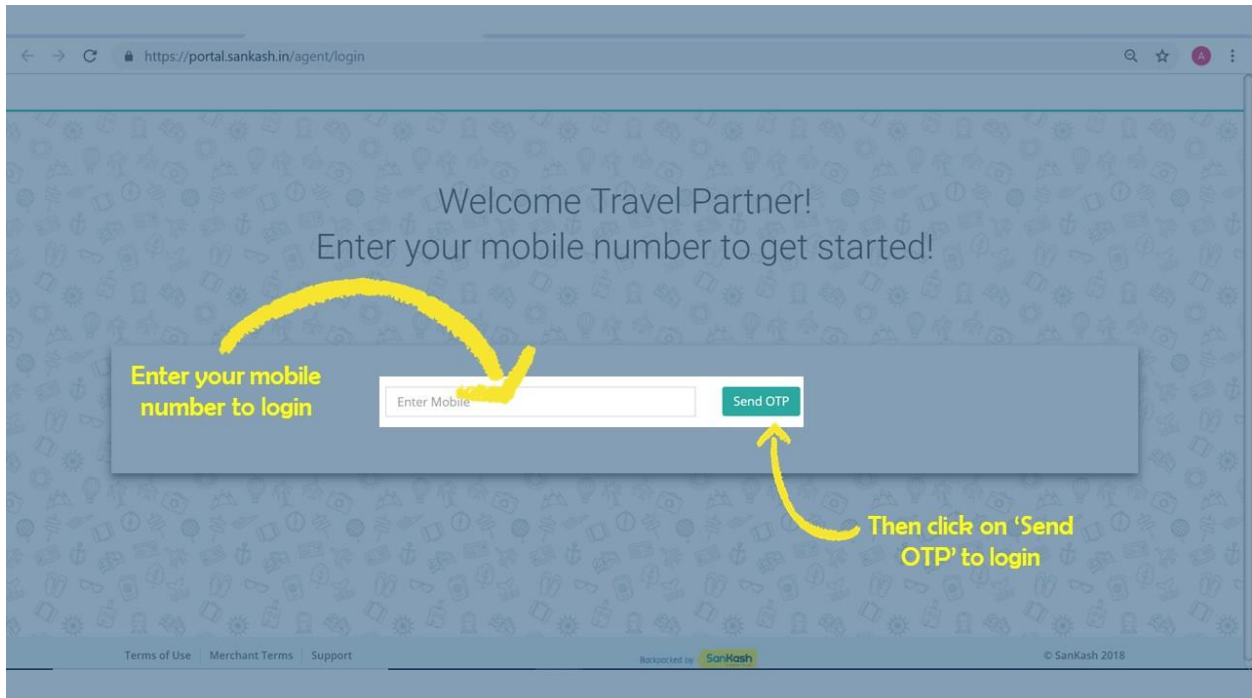 https://portal.sankash.in/agent/login
A
Welcome Travel Partner!
Enter your mobile number to get started!
Enter your mobile
number to login
Enter Mobile
Send OTP
Then click on ‘Send
OTP’ to login
Terms of Use
Merchant Terms
Support
Backpacked by
SanKash
© SanKash 2018